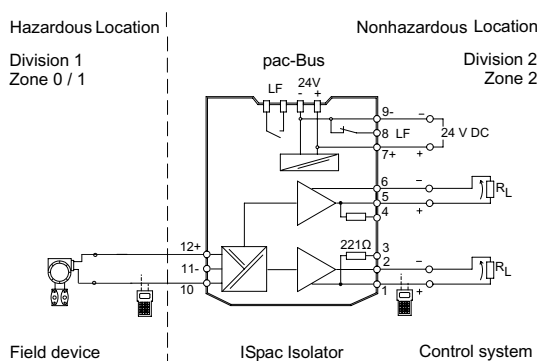 Hazardous Location
Nonhazardous Location
Division 1
Zone 0 / 1
pac-Bus
Division 2
Zone 2
LF
24V
- +
9-
−
8 LF
24 V DC
7+
+
6
−
5
RL
4
+
12+
221Ω
3
11-
2
−
RL
10
1
+
Field device
ISpac Isolator
Control system